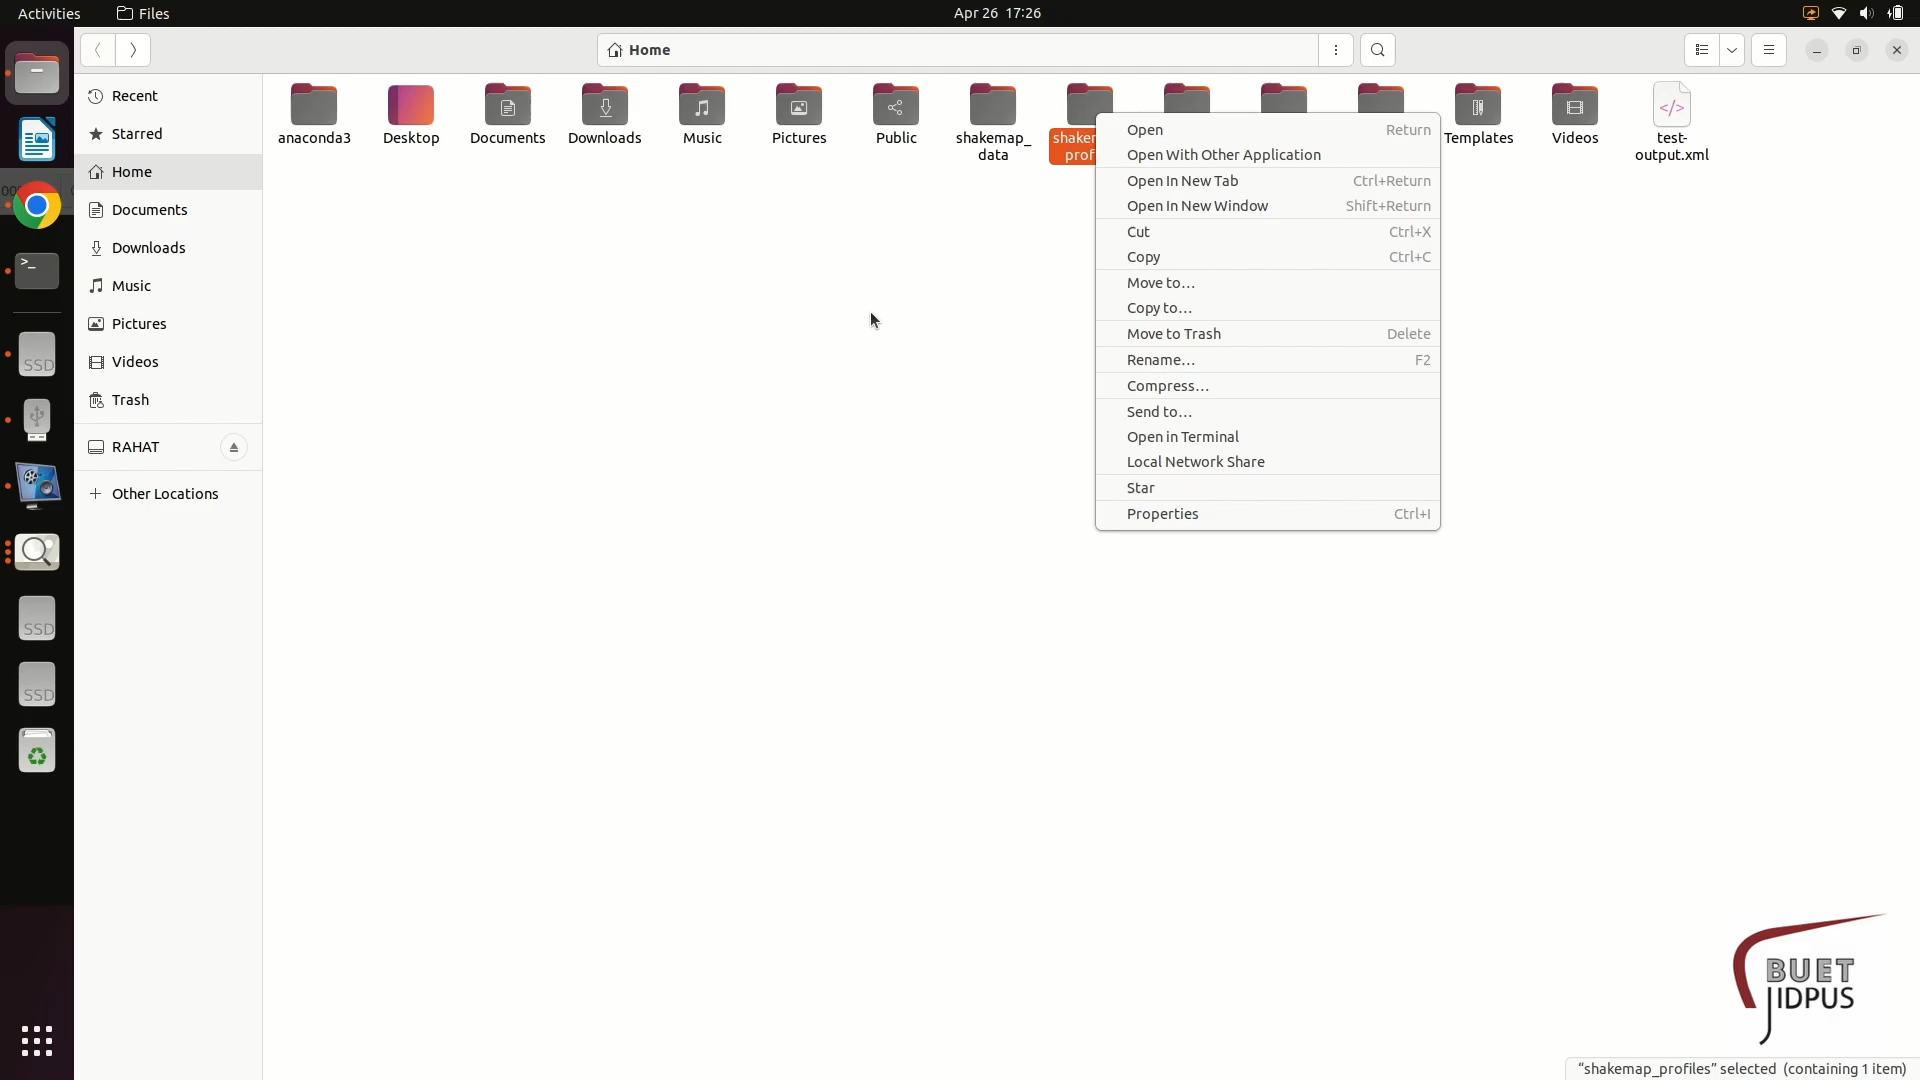 Activities
Files
Apr 26 17:26
Home
Recent
Starred
Home
Documents
Downloads
Music
Pictures
Videos
Trash
RAHAT
Other Locations
SSD
SSD
SSD
anaconda3
Desktop
Documents
Downloads
Music
Pictures
Public
shakemap_
data
Templates
Videos
test-
output.xml
Open Return
Open With Other Application
Open In New Tab Ctrl+Return
Open In New Window Shift+Return
Cut Ctrl+X
Copy Ctrl+C
Move to…
Copy to…
Move to Trash Delete
Rename… F2
Compress…
Send to…
Open in Terminal
Local Network Share
Star
Properties Ctrl+I
BUET
JIDPUS
“shakemap_profiles” selected (containing 1 item)